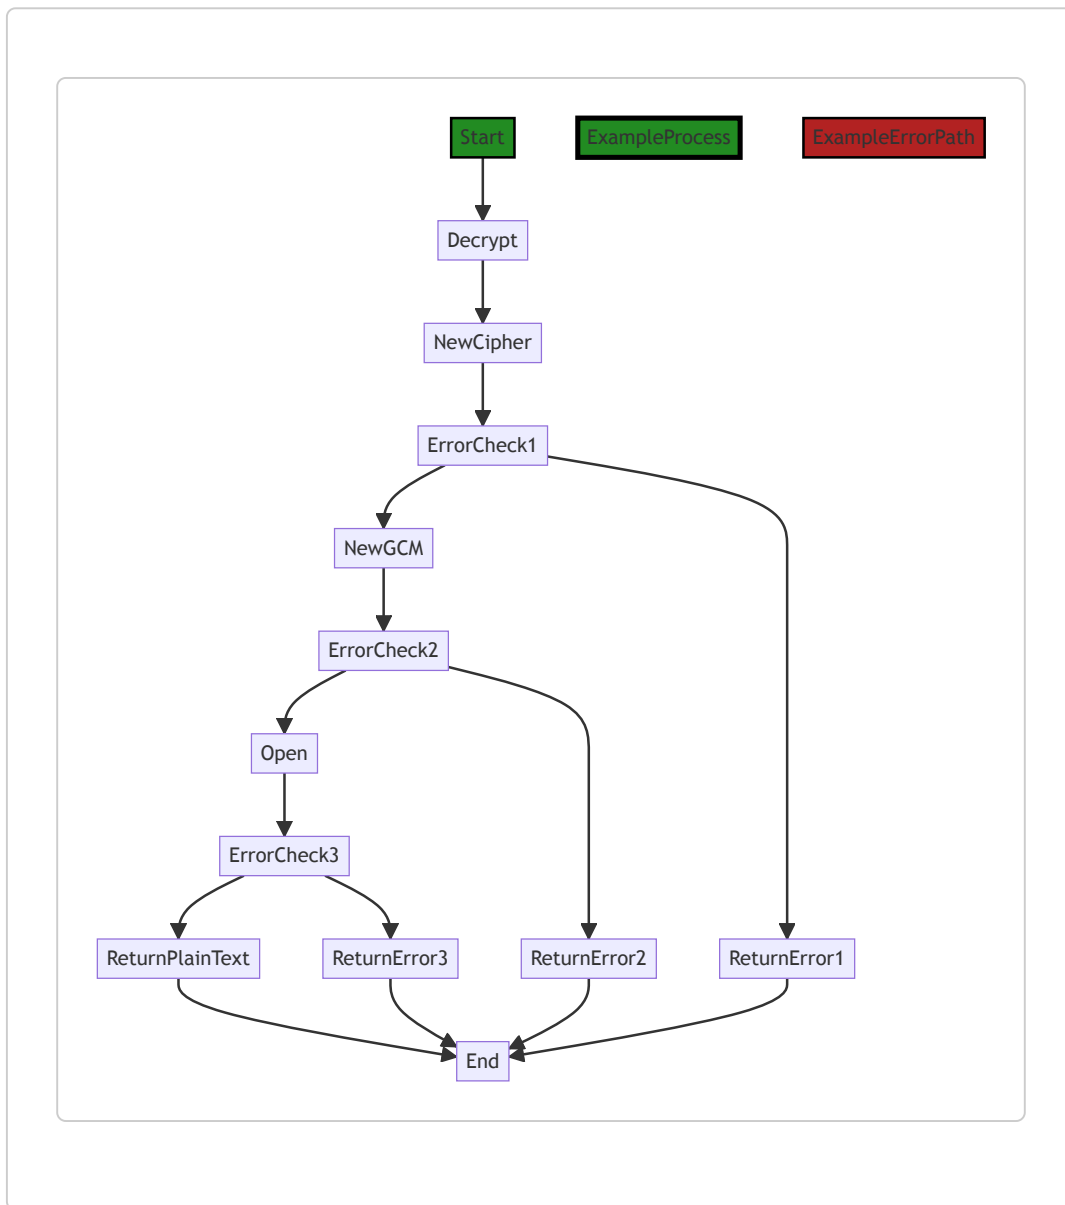 Start
ExampleProcess
ExampleErrorPath
Decrypt
NewCipher
ErrorCheck1
NewGCM
ErrorCheck2
Open
ErrorCheck3
ReturnPlainText
ReturnError3
ReturnError2
ReturnError1
End